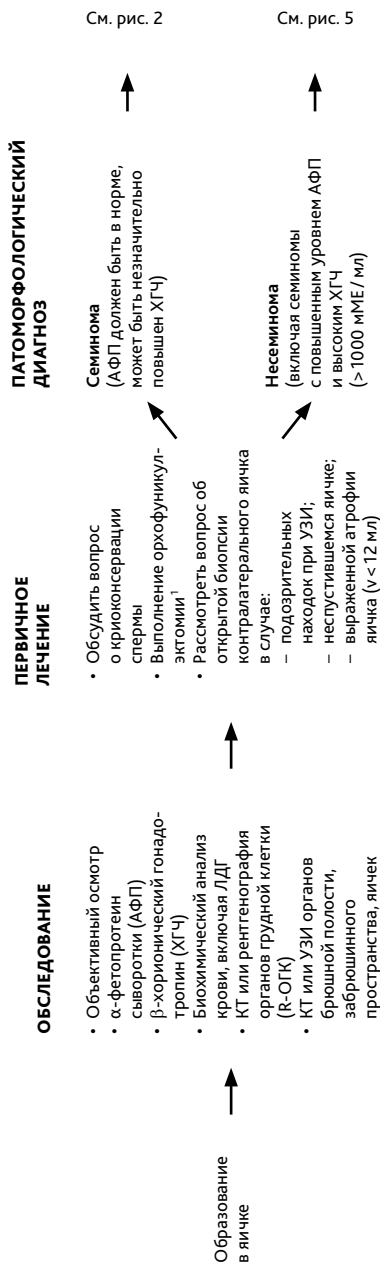 Образование
в яичке
ОБСЛЕДОВАНИЕ
• Объективный осмотр
• α-фетопротеин
сыворотки (АФП)
• β-хорионический гонадо-
тропин (ХГЧ)
• Биохимический анализ
крови, включая ЛДГ
• КТ или рентгенография
органов грудной клетки
(R-ОГК)
• КТ или УЗИ органов
брюшной полости,
забрюшинного
пространства, яичек
ПЕРВИЧНОЕ
ЛЕЧЕНИЕ
• Обсудить вопрос
о криоконсервации
спермы
• Выполнение орхофуникул-
эктомии¹
• Рассмотреть вопрос об
открытой биопсии
контралатерального яичка
в случае:
– подозрительных
находок при УЗИ;
– неспустившемся яичке;
– выраженной атрофии
яичка (v < 12 мл)
ПАТОМОРФОЛОГИЧЕСКИЙ
ДИАГНОЗ
Семинома
(АФП должен быть в норме,
может быть незначительно
повышен ХГЧ)
См. рис. 2
Несеминома
(включая семиномы
с повышенным уровнем АФП
и высоким ХГЧ
(> 1000 мМЕ / мл)
См. рис. 5